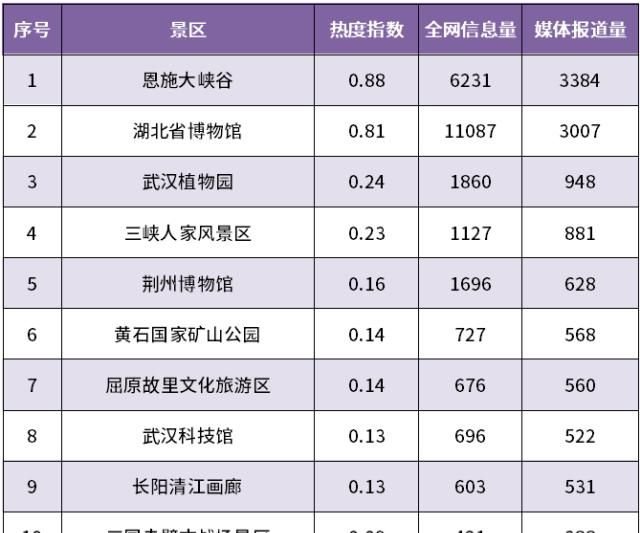 序号 景区 热度指数 全网信息量 媒体报道量
1 恩施大峡谷 0.88 6231 3384
2 湖北省博物馆 0.81 11087 3007
3 武汉植物园 0.24 1860 948
4 三峡人家风景区 0.23 1127 881
5 荆州博物馆 0.16 1696 628
6 黄石国家矿山公园 0.14 727 568
7 屈原故里文化旅游区 0.14 676 560
8 武汉科技馆 0.13 696 522
9 长阳清江画廊 0.13 603 531